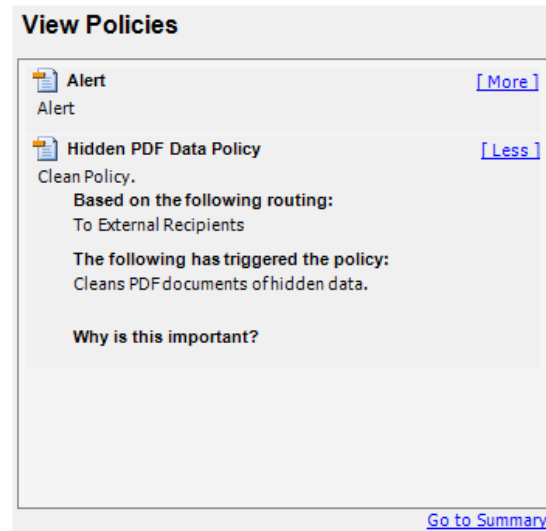 View Policies
Alert [ More ]
Alert
Hidden PDF Data Policy [ Less ]
Clean Policy.
Based on the following routing:
To External Recipients
The following has triggered the policy:
Cleans PDF documents of hidden data.
Why is this important?
Go to Summary